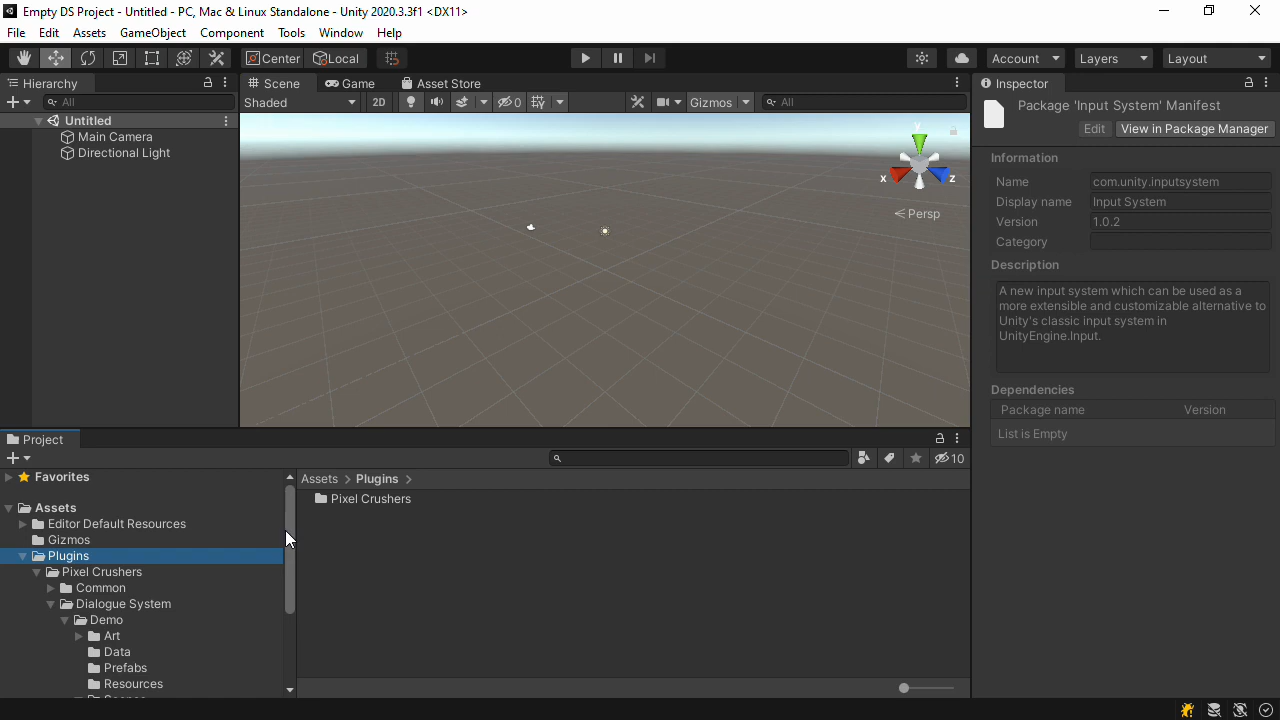 Empty DS Project - Untitled - PC, Mac & Linux Standalone - Unity 2020.3.3f1 <DX11>
File Edit Assets GameObject Component Tools Window Help
Center Local Account Layers Layout
Hierarchy
All
Untitled
Main Camera
Directional Light
Scene Game Asset Store
Shaded 2D 0 Gizmos All
y
x z
Persp
Inspector
Package 'Input System' Manifest
Edit View in Package Manager
Information
Name com.unity.inputsystem
Display name Input System
Version 1.0.2
Category
Description
A new input system which can be used as a
more extensible and customizable alternative to
Unity's classic input system in
UnityEngine.Input.
Dependencies
Package name Version
List is Empty
Project
10
Favorites
Assets
Editor Default Resources
Gizmos
Plugins
Pixel Crushers
Common
Dialogue System
Demo
Art
Data
Prefabs
Resources
Assets > Plugins >
Pixel Crushers